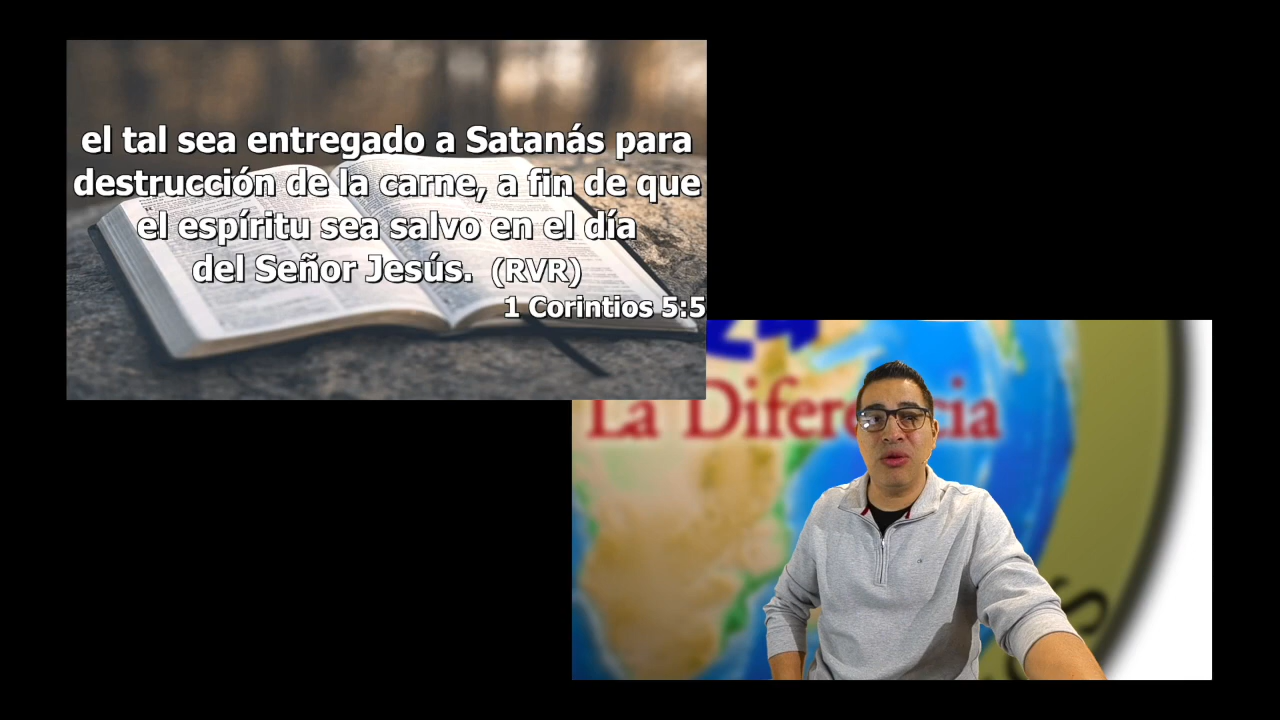 el tal sea entregado a Satanás para
destrucción de la carne, a fin de que
el espíritu sea salvo en el día
del Señor Jesús. (RVR)
1 Corintios 5:5
La Diferencia